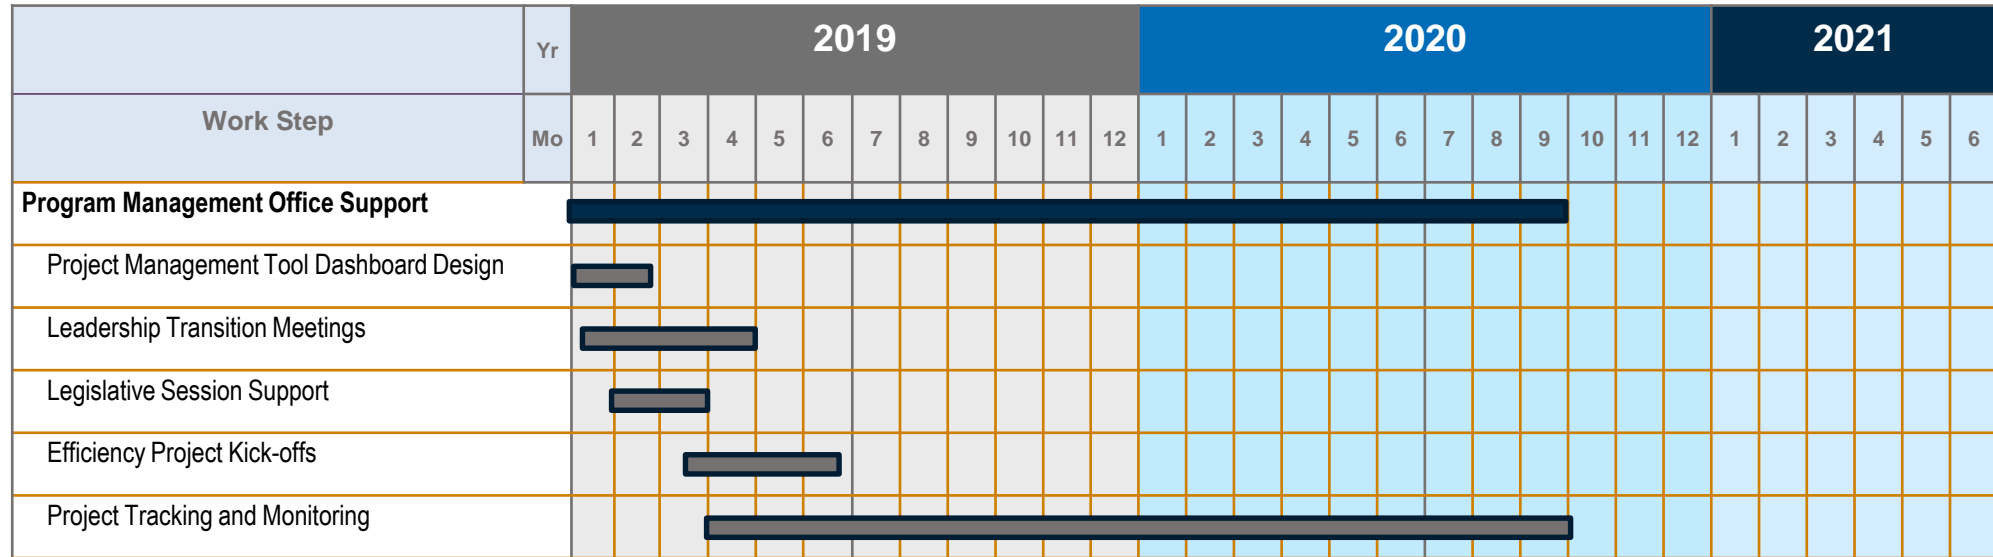 Yr 2019 2020 2021
Work Step Mo 1 2 3 4 5 6 7 8 9 10 11 12 1 2 3 4 5 6 7 8 9 10 11 12 1 2 3 4 5 6
Program Management Office Support
Project Management Tool Dashboard Design
Leadership Transition Meetings
Legislative Session Support
Efficiency Project Kick-offs
Project Tracking and Monitoring